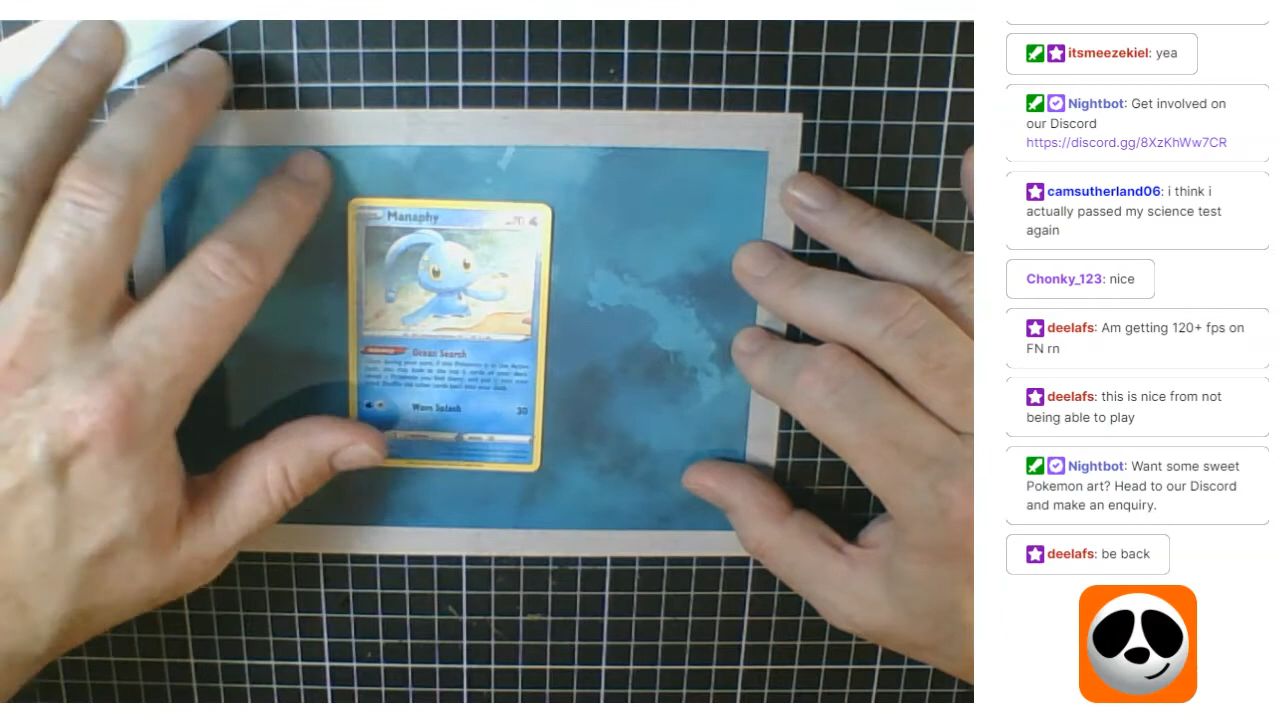 Manaphy
Ocean Search
Wave Splash 30
itsmeezekiel: yea
Nightbot: Get involved on
our Discord
https://discord.gg/8XzKhWw7CR
camsutherland06: i think i
actually passed my science test
again
Chonky_123: nice
deelafs: Am getting 120+ fps on
FN rn
deelafs: this is nice from not
being able to play
Nightbot: Want some sweet
Pokemon art? Head to our Discord
and make an enquiry.
deelafs: be back